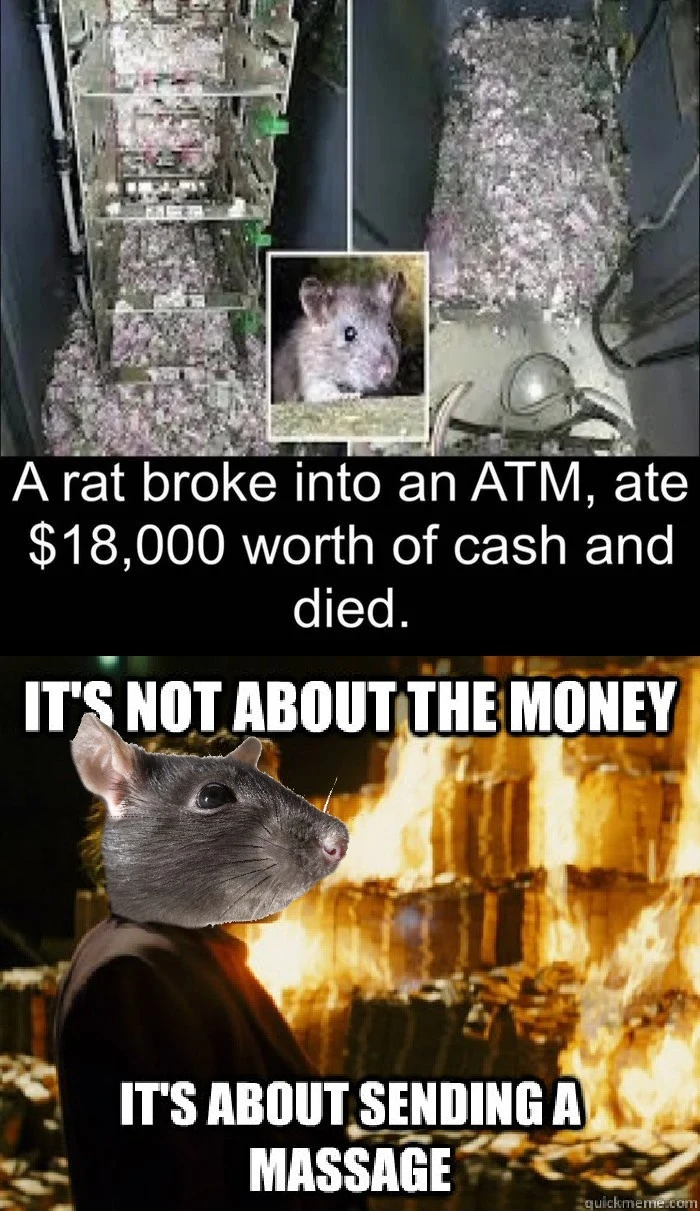 A rat broke into an ATM, ate
$18,000 worth of cash and
died.
IT'S NOT ABOUT THE MONEY
IT'S ABOUT SENDING A
MASSAGE
quickmeme.com